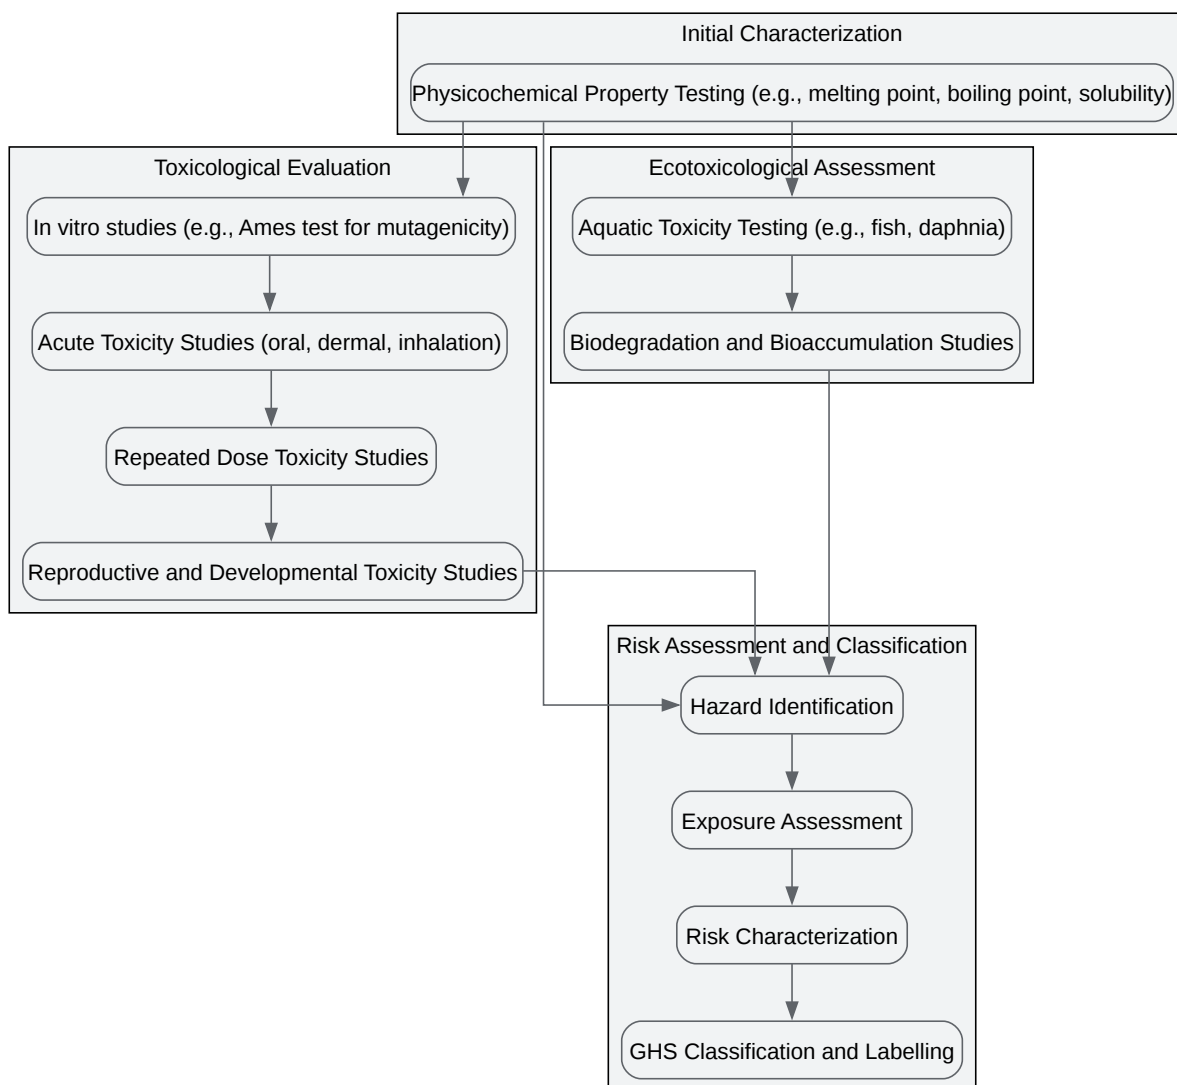 Initial Characterization
Physicochemical Property Testing (e.g., melting point, boiling point, solubility)
Toxicological Evaluation
In vitro studies (e.g., Ames test for mutagenicity)
Acute Toxicity Studies (oral, dermal, inhalation)
Repeated Dose Toxicity Studies
Reproductive and Developmental Toxicity Studies
Ecotoxicological Assessment
Aquatic Toxicity Testing (e.g., fish, daphnia)
Biodegradation and Bioaccumulation Studies
Risk Assessment and Classification
Hazard Identification
Exposure Assessment
Risk Characterization
GHS Classification and Labelling